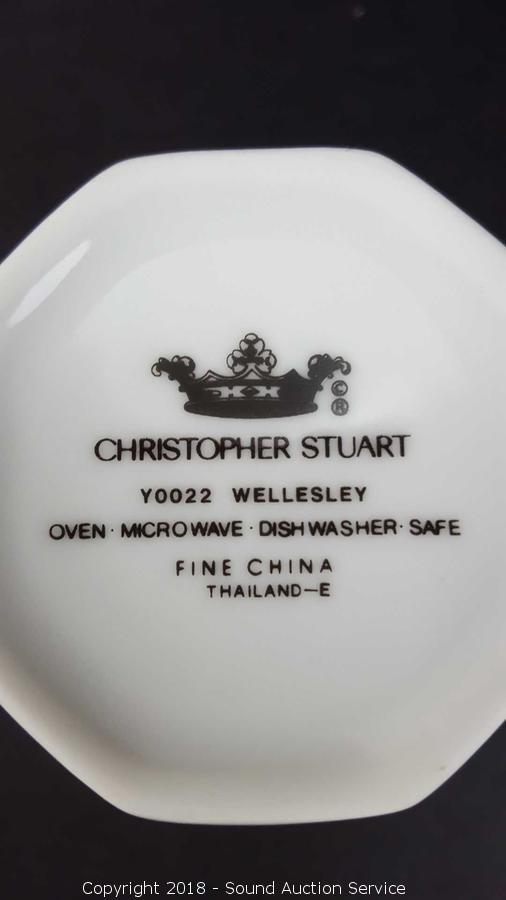 ©
®
CHRISTOPHER STUART
Y0022 WELLESLEY
OVEN · MICROWAVE · DISHWASHER · SAFE
FINE CHINA
THAILAND–E
Copyright 2018 - Sound Auction Service